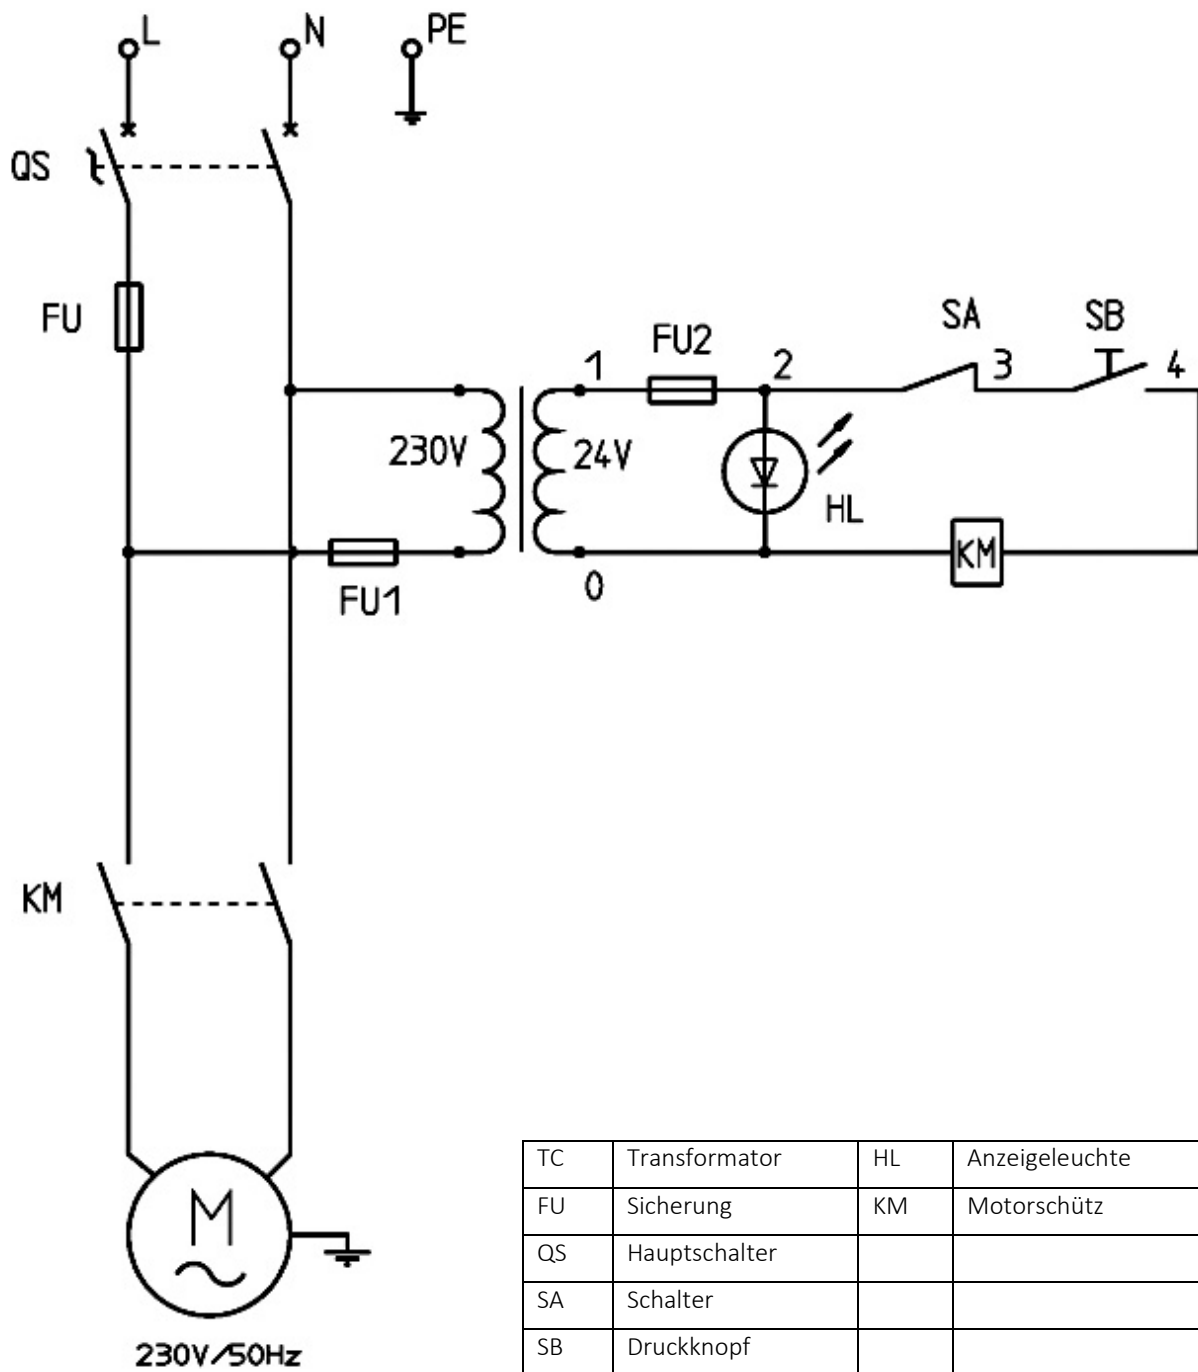 L N PE
QS
FU
FU2 SA SB
1 2 3 4
230V 24V
HL
KM
FU1 0
KM
M
230V/50Hz
TC Transformator HL Anzeigeleuchte
FU Sicherung KM Motorschütz
QS Hauptschalter
SA Schalter
SB Druckknopf